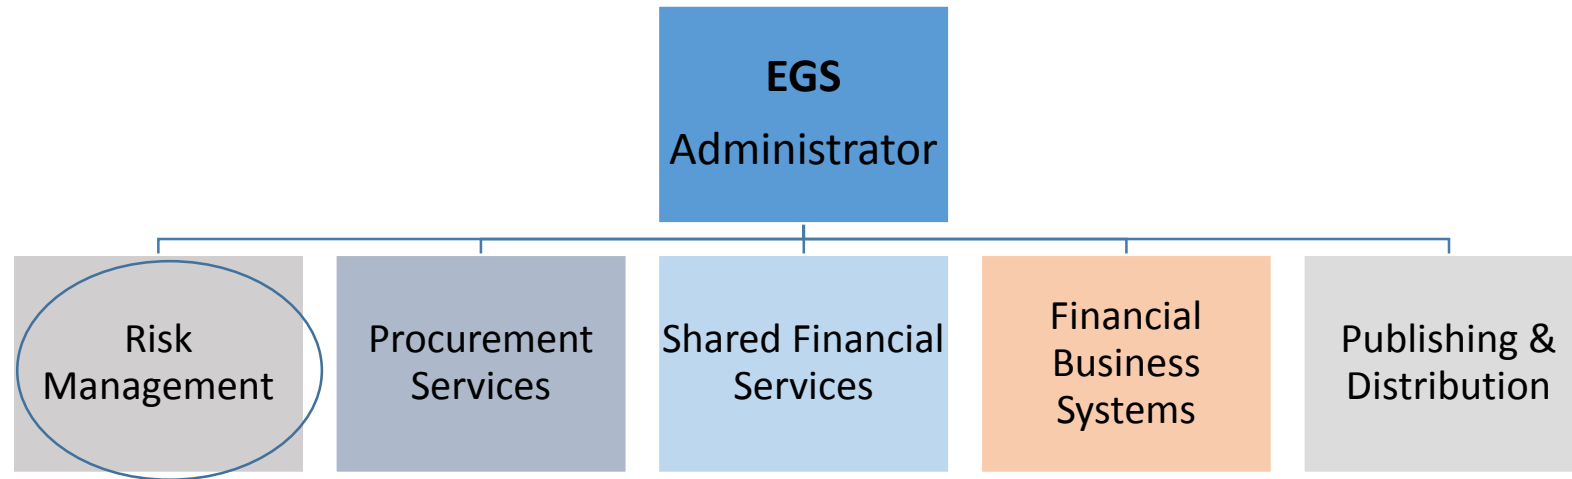 EGS
Administrator
Risk
Management
Procurement
Services
Shared Financial
Services
Financial
Business
Systems
Publishing &
Distribution